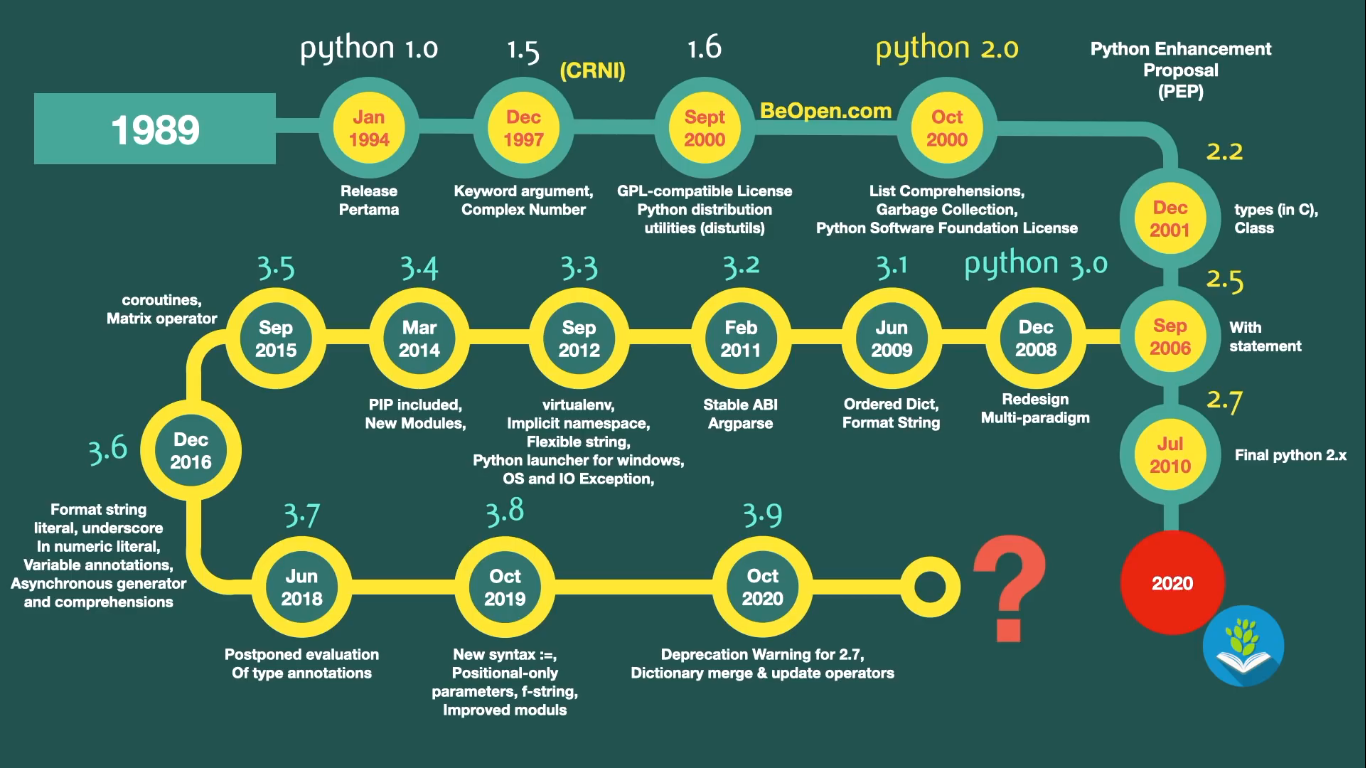 1989
python 1.0
Jan
1994
Release
Pertama
1.5
(CRNI)
Dec
1997
Keyword argument,
Complex Number
1.6
Sept
2000
GPL-compatible License
Python distribution
utilities (distutils)
BeOpen.com
python 2.0
Oct
2000
List Comprehensions,
Garbage Collection,
Python Software Foundation License
Python Enhancement
Proposal
(PEP)
2.2
Dec
2001
types (in C),
Class
2.5
Sep
2006
With
statement
2.7
Jul
2010
Final python 2.x
2020
python 3.0
Dec
2008
Redesign
Multi-paradigm
3.1
Jun
2009
Ordered Dict,
Format String
3.2
Feb
2011
Stable ABI
Argparse
3.3
Sep
2012
virtualenv,
Implicit namespace,
Flexible string,
Python launcher for windows,
OS and IO Exception,
3.4
Mar
2014
PIP included,
New Modules,
3.5
Sep
2015
coroutines,
Matrix operator
3.6
Dec
2016
Format string
literal, underscore
In numeric literal,
Variable annotations,
Asynchronous generator
and comprehensions
3.7
Jun
2018
Postponed evaluation
Of type annotations
3.8
Oct
2019
New syntax :=,
Positional-only
parameters, f-string,
Improved moduls
3.9
Oct
2020
Deprecation Warning for 2.7,
Dictionary merge & update operators
?